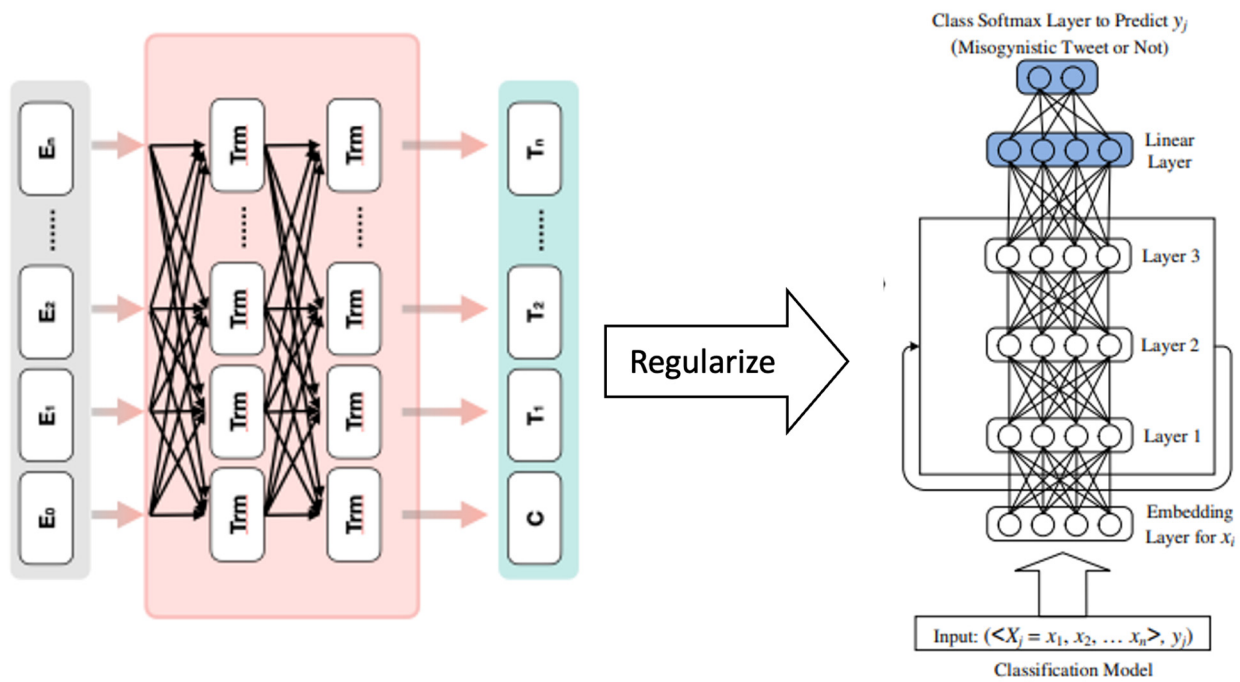 Eₙ
......
E₂
E₁
E₀
Trm
......
Trm
Trm
Trm
Trm
......
Trm
Trm
Trm
Tₙ
......
T₂
T₁
C
Regularize
Class Softmax Layer to Predict yⱼ
(Misogynistic Tweet or Not)
Linear
Layer
Layer 3
Layer 2
Layer 1
Embedding
Layer for xᵢ
Input: (<Xⱼ = x₁, x₂, … xₙ>, yⱼ)
Classification Model